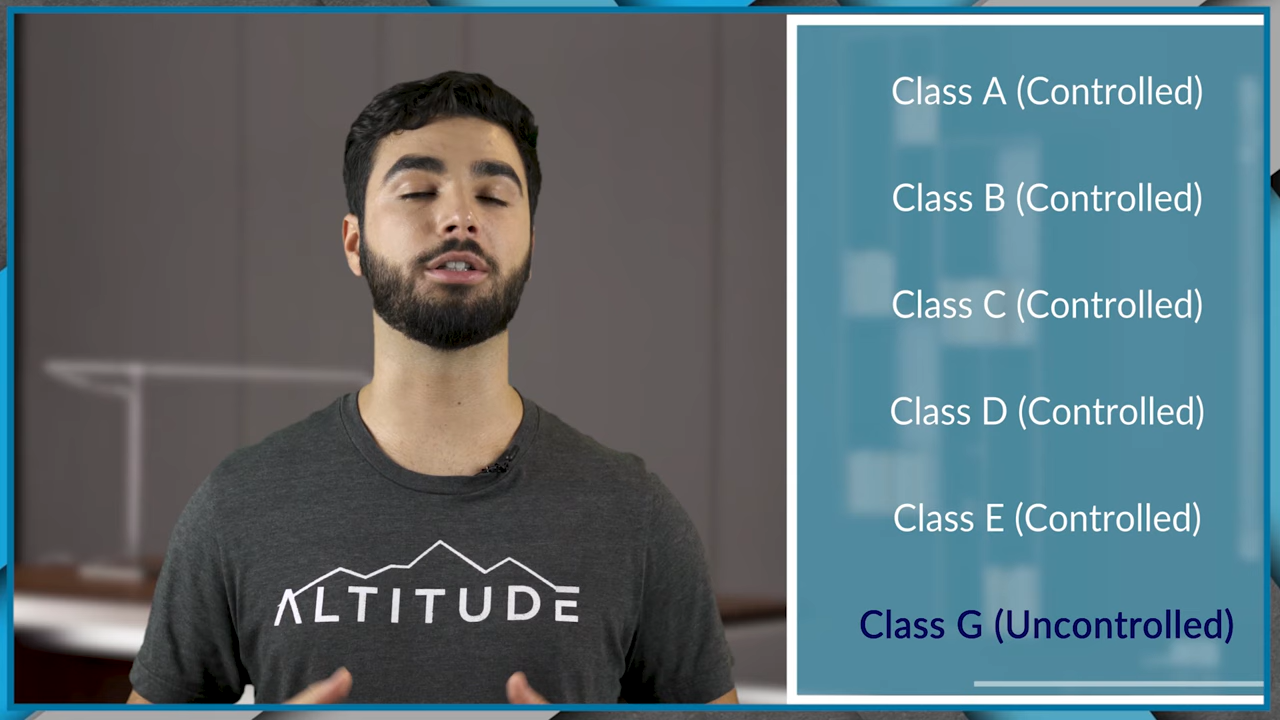 Class A (Controlled)
Class B (Controlled)
Class C (Controlled)
Class D (Controlled)
Class E (Controlled)
Class G (Uncontrolled)
ALTITUDE